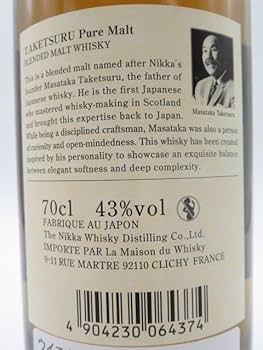 TAKETSURU Pure Malt
BLENDED MALT WHISKY
This is a blended malt named after Nikka's
founder Masataka Taketsuru, the father of
Japanese whisky. He is the first Japanese
who mastered whisky-making in Scotland
and brought this expertise back to Japan.
While being a disciplined craftsman, Masataka was also a person
of curiosity and open-mindedness. This whisky has been created
inspired by his personality to showcase an exquisite balance
between elegant softness and deep complexity.
Masataka Taketsuru
70cl 43%vol
FABRIQUE AU JAPON
The Nikka Whisky Distilling Co.,Ltd.
IMPORTE PAR La Maison du Whisky
9-11 RUE MARTRE 92110 CLICHY FRANCE
4 904230 064374